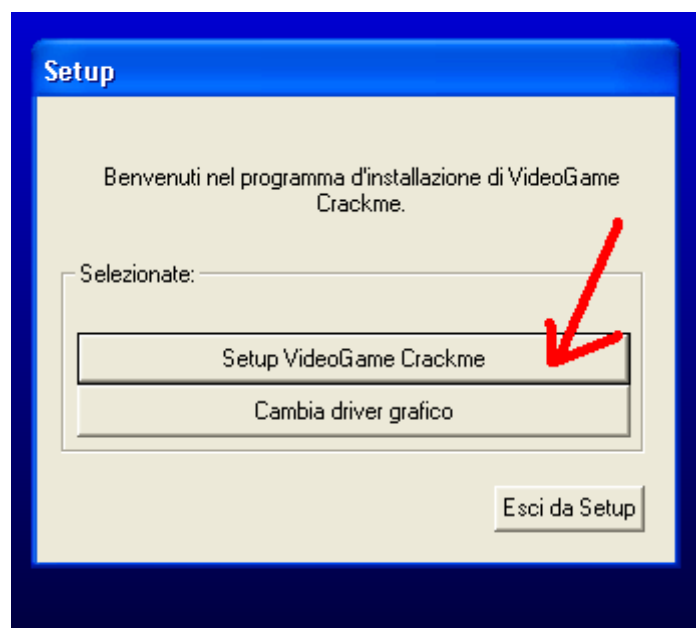 Setup
Benvenuti nel programma d'installazione di VideoGame
Crackme.
Selezionate:
Setup VideoGame Crackme
Cambia driver grafico
Esci da Setup